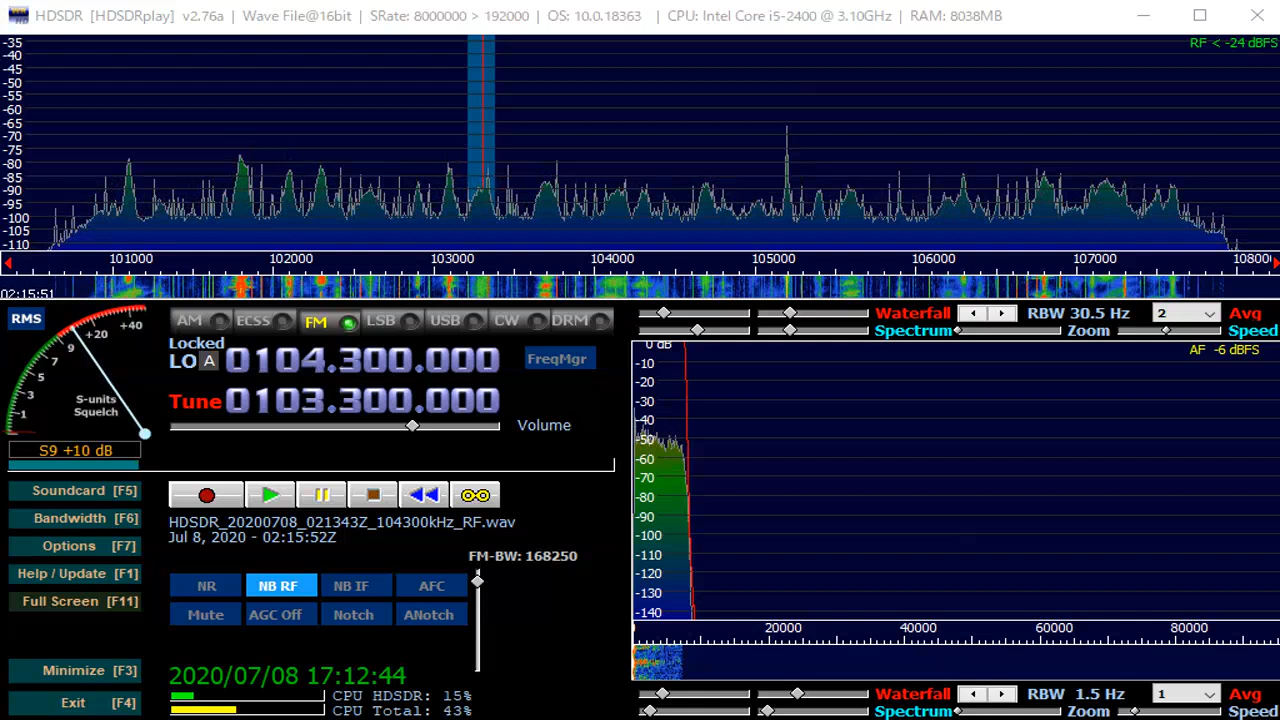 HDSDR [HDSDRplay] v2.76a | Wave File@16bit | SRate: 8000000 > 192000 | OS: 10.0.18363 | CPU: Intel Core i5-2400 @ 3.10GHz | RAM: 8038MB
RF < -24 dBFS
-35
-40
-45
-50
-55
-60
-65
-70
-75
-80
-85
-90
-95
-100
-105
-110
101000 102000 103000 104000 105000 106000 107000 108000
02:15:51
RMS
1 3 5 7 9 +20 +40
S-units
Squelch
S9 +10 dB
AM ECSS FM LSB USB CW DRM
Locked
LO A 0104.300.000 FreqMgr
Tune 0103.300.000
Volume
Soundcard [F5]
Bandwidth [F6]
Options [F7]
Help / Update [F1]
Full Screen [F11]
Minimize [F3]
Exit [F4]
HDSDR_20200708_021343Z_104300kHz_RF.wav
Jul 8, 2020 - 02:15:52Z
FM-BW: 168250
NR NB RF NB IF AFC
Mute AGC Off Notch ANotch
2020/07/08 17:12:44
CPU HDSDR: 15%
CPU Total: 43%
Waterfall RBW 30.5 Hz 2 Avg
Spectrum Zoom Speed
AF -6 dBFS
0 dB
-10
-20
-30
-40
-50
-60
-70
-80
-90
-100
-110
-120
-130
-140
20000 40000 60000 80000
Waterfall RBW 1.5 Hz 1 Avg
Spectrum Zoom Speed